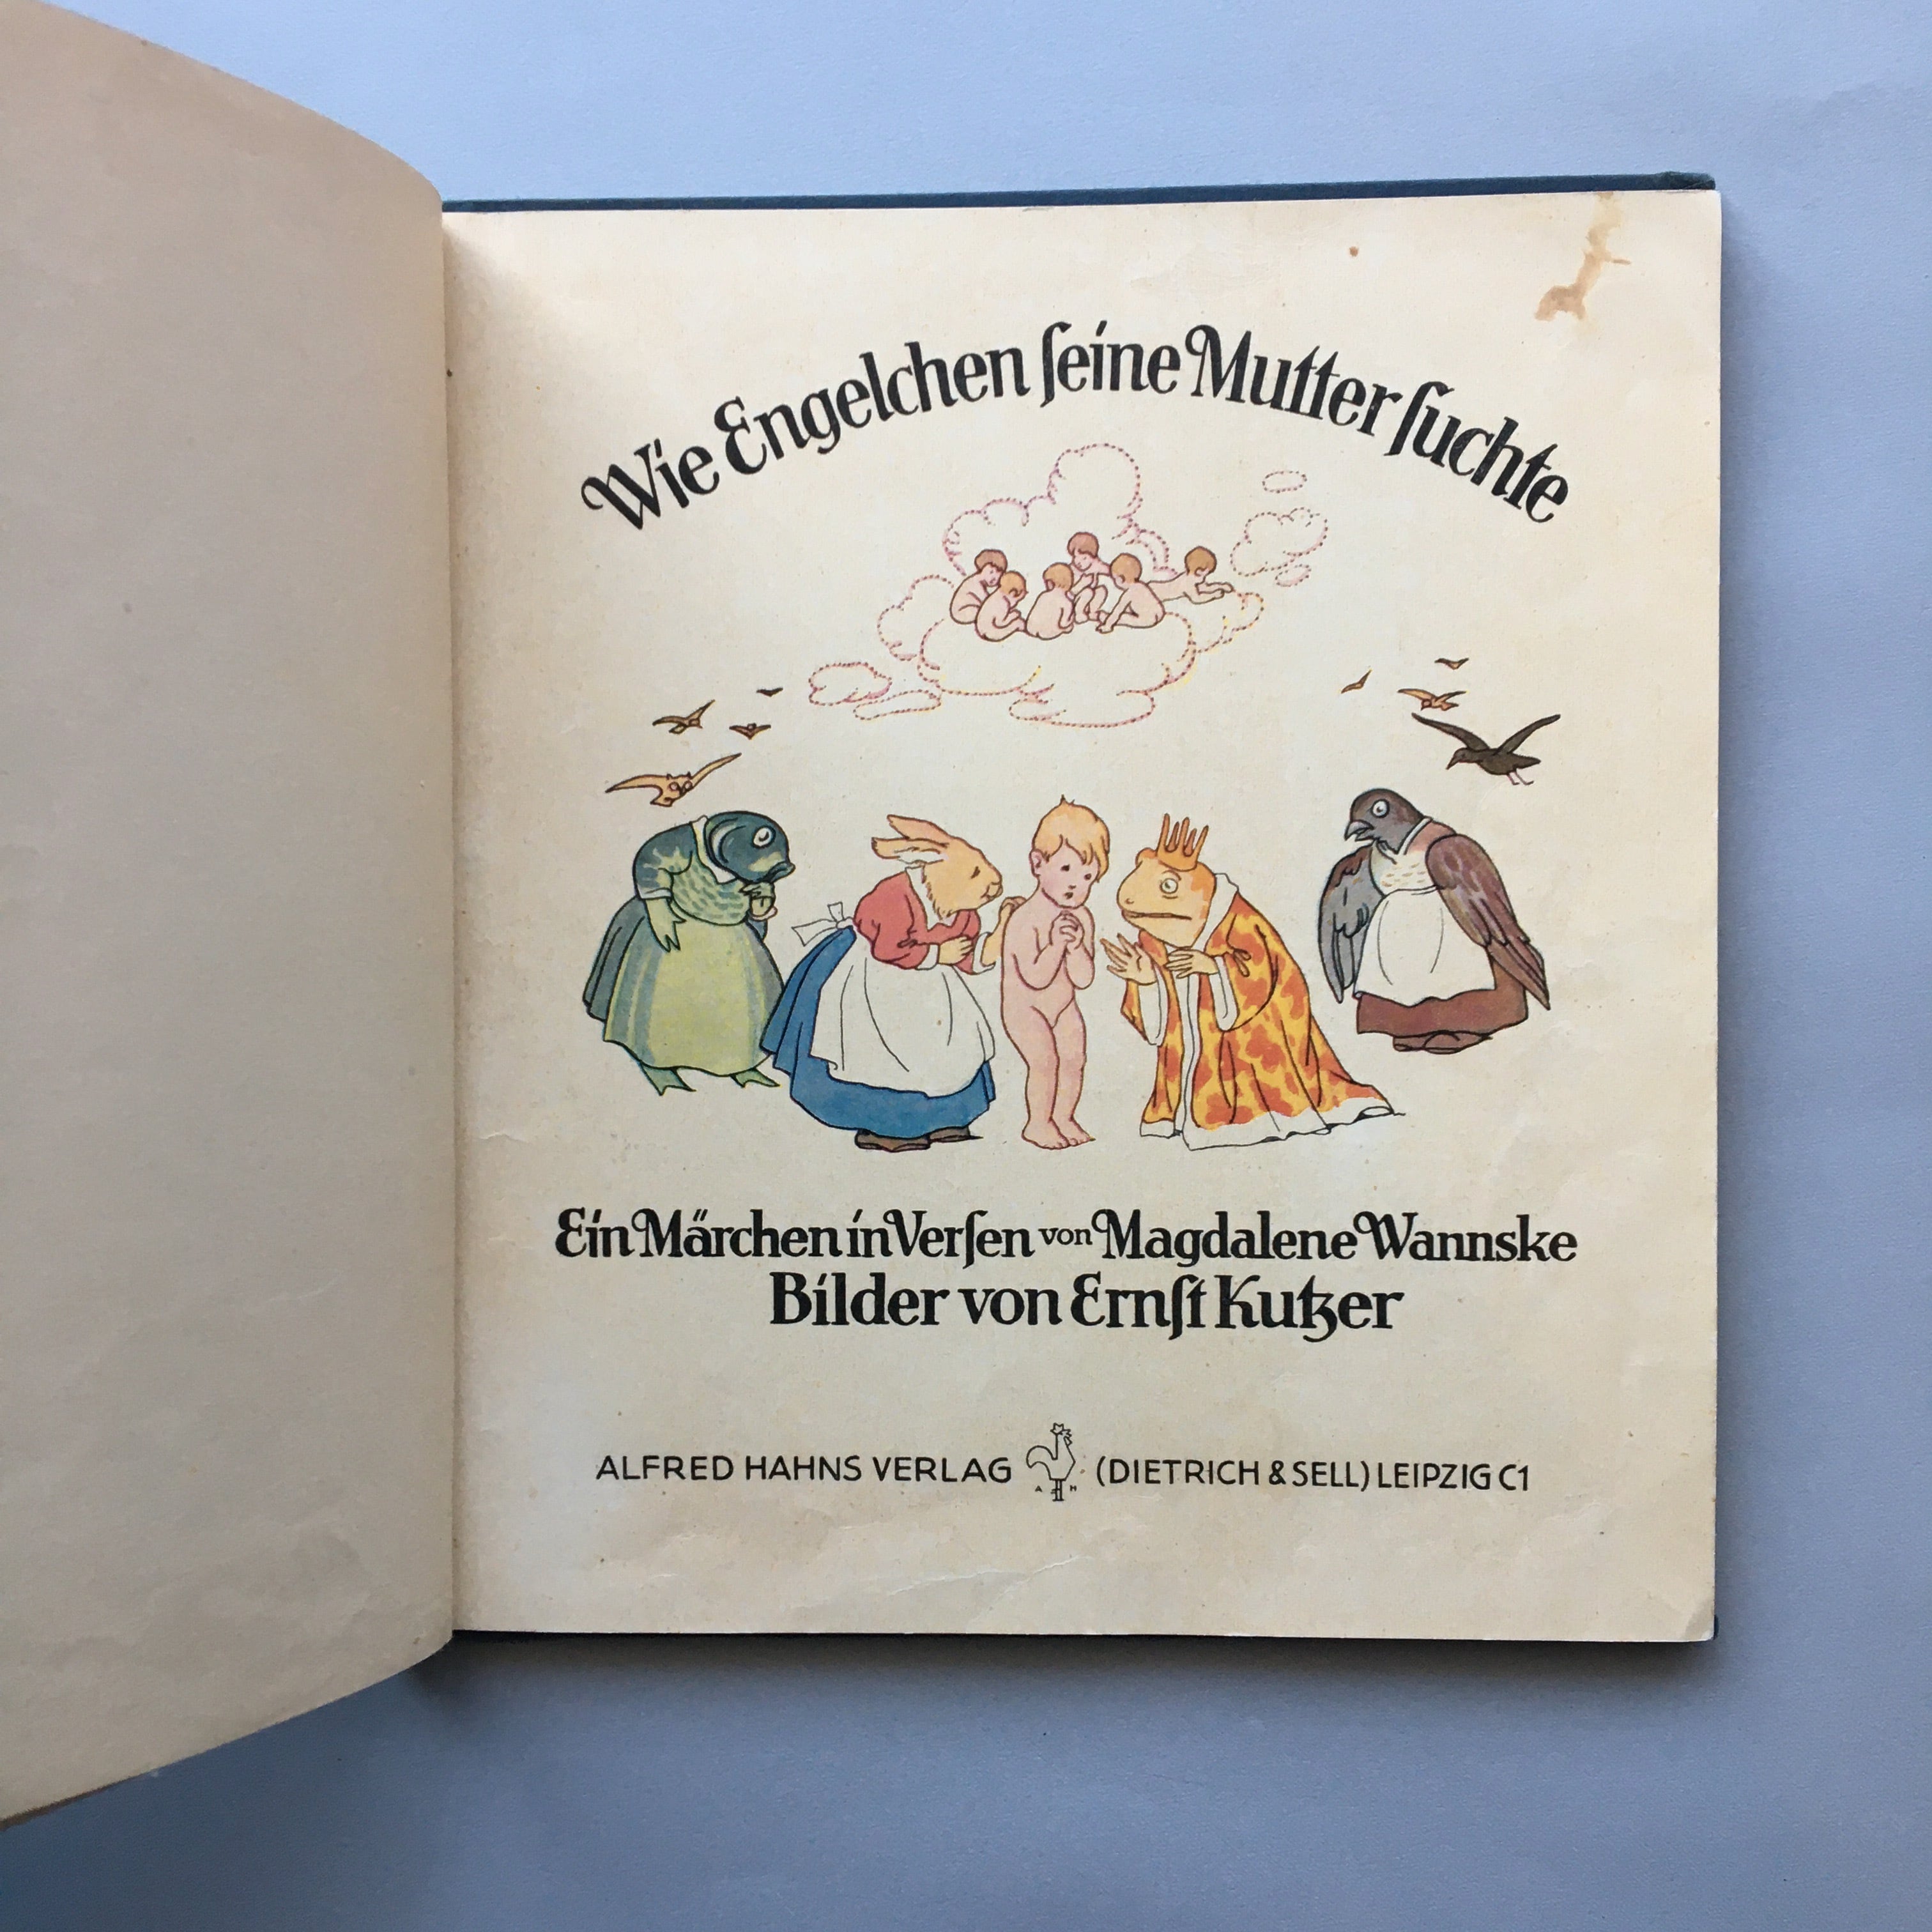 Wie Engelchen ſeine Mutter ſuchte
Ein Märchen in Verſen von Magdalene Wannske
Bilder von Ernſt Kutzer
ALFRED HAHNS VERLAG A H (DIETRICH & SELL) LEIPZIG C1